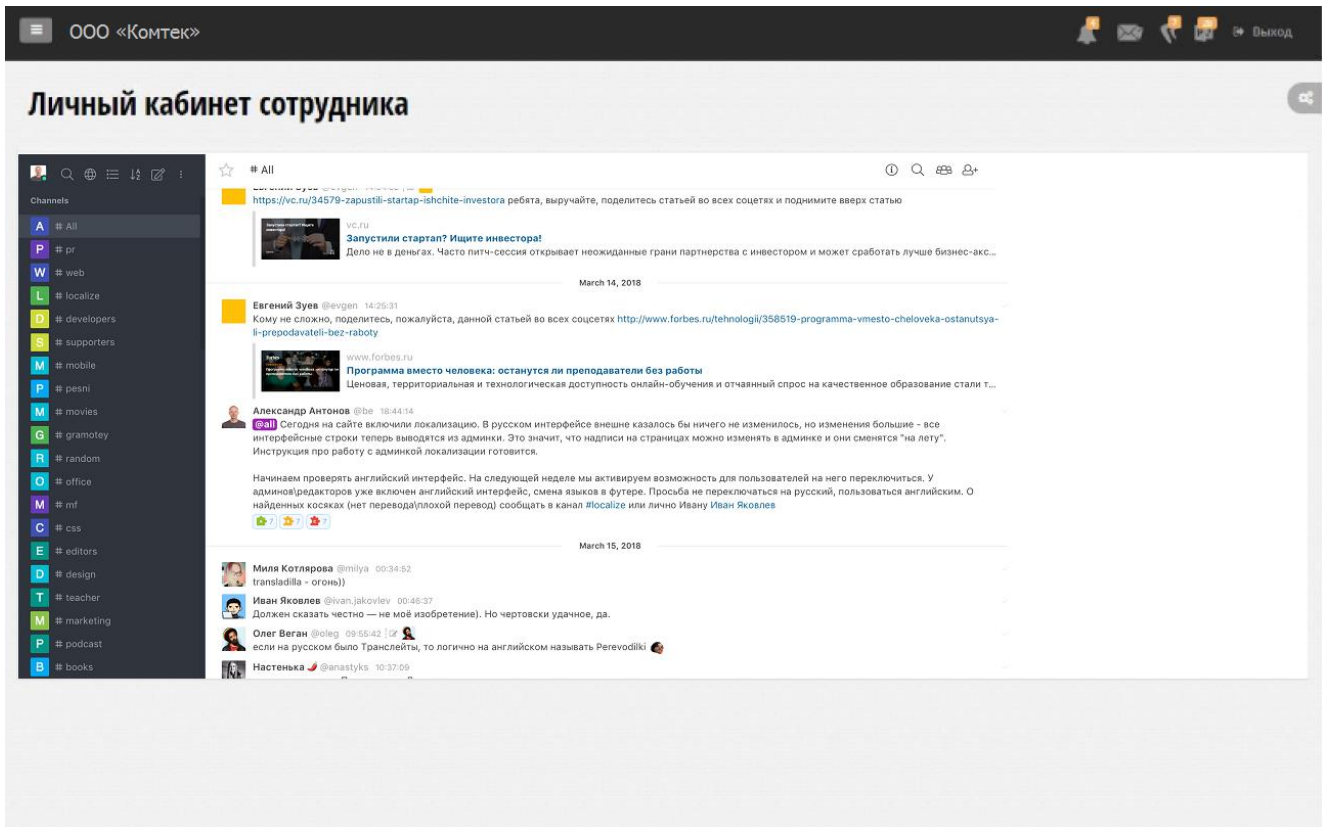 ООО «Комтек»
Выход
Личный кабинет сотрудника
Channels
A # All
P # pr
W # web
L # localize
D # developers
S # supporters
M # mobile
P # pesni
M # movies
G # gramotey
R # random
O # office
M # mf
C # css
E # editors
D # design
T # teacher
M # marketing
P # podcast
B # books
# All
Евгений Зуев @evgen
https://vc.ru/34579-zapustili-startap-ishchite-investora ребята, выручайте, поделитесь статьей во всех соцетях и поднимите вверх статью
vc.ru
Запустили стартап? Ищите инвестора!
Дело не в деньгах. Часто питч-сессия открывает неожиданные грани партнерства с инвестором и может сработать лучше бизнес-акс...
March 14, 2018
Евгений Зуев @evgen 14:25:31
Кому не сложно, поделитесь, пожалуйста, данной статьей во всех соцсетях http://www.forbes.ru/tehnologii/358519-programma-vmesto-cheloveka-ostanutsya-
li-prepodavateli-bez-raboty
www.forbes.ru
Программа вместо человека: останутся ли преподаватели без работы
Ценовая, территориальная и технологическая доступность онлайн-обучения и отчаянный спрос на качественное образование стали т...
Александр Антонов @be 18:44:14
@all Сегодня на сайте включили локализацию. В русском интерфейсе внешне казалось бы ничего не изменилось, но изменения большие - все
интерфейсные строки теперь выводятся из админки. Это значит, что надписи на страницах можно изменять в админке и они сменятся "на лету".
Инструкция про работу с админкой локализации готовится.
Начинаем проверять английский интерфейс. На следующей неделе мы активируем возможность для пользователей на него переключиться. У
админов\редакторов уже включен английский интерфейс, смена языков в футере. Просьба не переключаться на русский, пользоваться английским. О
найденных косяках (нет перевода\плохой перевод) сообщать в канал #localize или лично Ивану Иван Яковлев
7 7 7
March 15, 2018
Миля Котлярова @milya 00:34:52
transladilla - огонь))
Иван Яковлев @ivan.jakovlev 00:46:37
Должен сказать честно — не моё изобретение). Но чертовски удачное, да.
Олег Веган @oleg 09:55:42
если на русском было Транслейты, то логично на английском называть Perevodilki
Настенька @anastyks 10:37:09